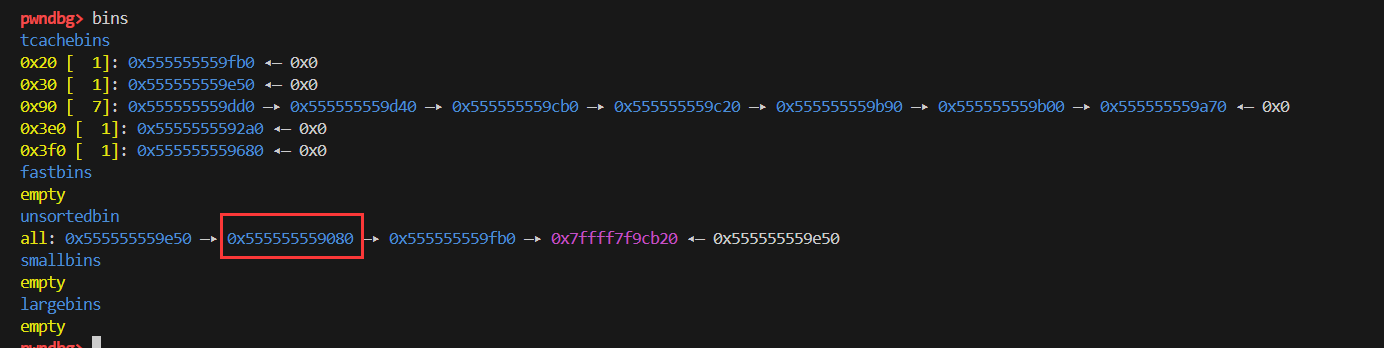 pwndbg> bins
tcachebins
0x20 [  1]: 0x555555559fb0 ◂— 0x0
0x30 [  1]: 0x555555559e50 ◂— 0x0
0x90 [  7]: 0x555555559dd0 —▸ 0x555555559d40 —▸ 0x555555559cb0 —▸ 0x555555559c20 —▸ 0x555555559b90 —▸ 0x555555559b00 —▸ 0x555555559a70 ◂— 0x0
0x3e0 [  1]: 0x5555555592a0 ◂— 0x0
0x3f0 [  1]: 0x555555559680 ◂— 0x0
fastbins
empty
unsortedbin
all: 0x555555559e50 —▸ 0x555555559080 —▸ 0x555555559fb0 —▸ 0x7ffff7f9cb20 ◂— 0x555555559e50
smallbins
empty
largebins
empty
pwndbg>